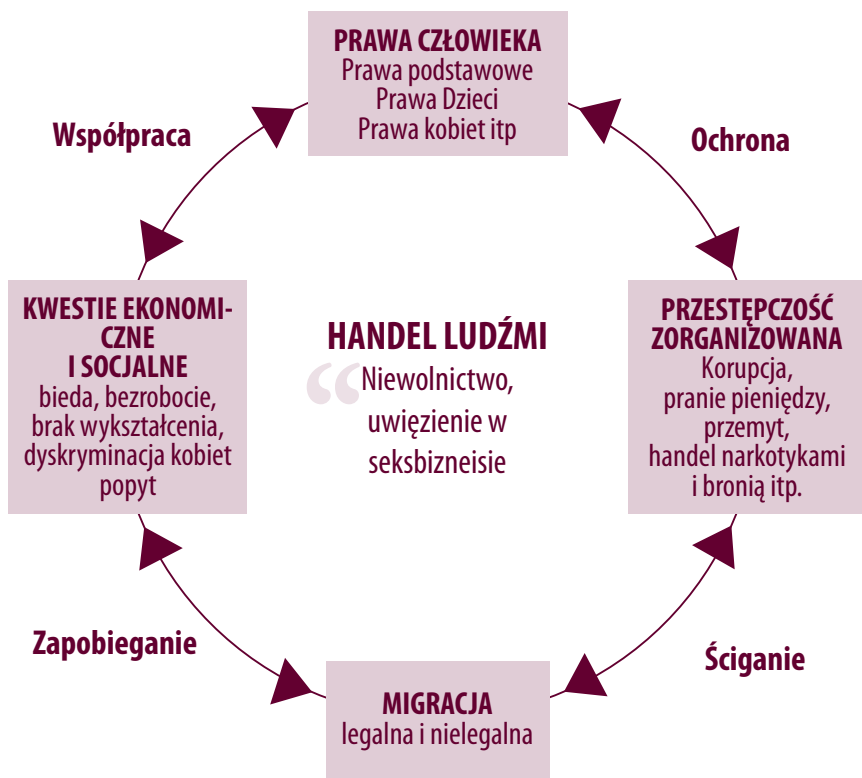 PRAWA CZŁOWIEKA
Prawa podstawowe
Prawa Dzieci
Prawa kobiet itp
Współpraca
Ochrona
KWESTIE EKONOMI-
CZNE
I SOCJALNE
bieda, bezrobocie,
brak wykształcenia,
dyskryminacja kobiet
popyt
HANDEL LUDŹMI
“Niewolnictwo,
uwięzienie w
seksbizneisie
PRZESTĘPCZOŚĆ
ZORGANIZOWANA
Korupcja,
pranie pieniędzy,
przemyt,
handel narkotykami
i bronią itp.
Zapobieganie
Ściganie
MIGRACJA
legalna i nielegalna